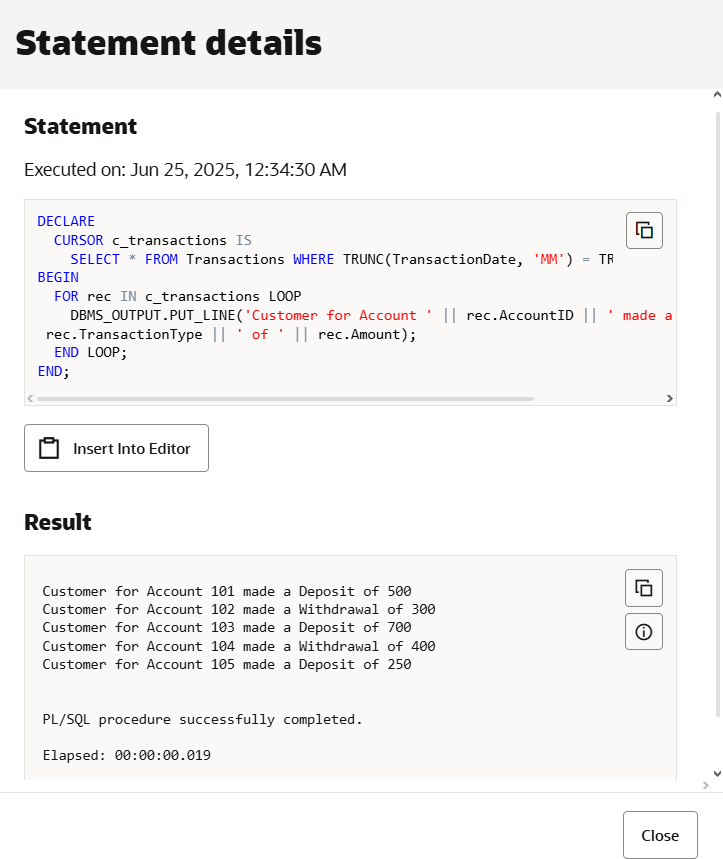 Statement details
Statement
Executed on: Jun 25, 2025, 12:34:30 AM
DECLARE
CURSOR c_transactions IS
SELECT * FROM Transactions WHERE TRUNC(TransactionDate, 'MM') = TR
BEGIN
FOR rec IN c_transactions LOOP
DBMS_OUTPUT.PUT_LINE('Customer for Account ' || rec.AccountID || ' made a
rec.TransactionType || ' of ' || rec.Amount);
END LOOP;
END;
Insert Into Editor
Result
Customer for Account 101 made a Deposit of 500
Customer for Account 102 made a Withdrawal of 300
Customer for Account 103 made a Deposit of 700
Customer for Account 104 made a Withdrawal of 400
Customer for Account 105 made a Deposit of 250
PL/SQL procedure successfully completed.
Elapsed: 00:00:00.019
Close